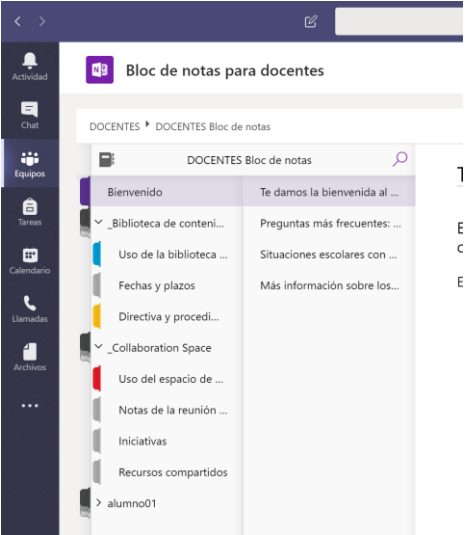 Bloc de notas para docentes
Actividad
Chat
Equipos
Tareas
Calendario
Llamadas
Archivos
DOCENTES DOCENTES Bloc de notas
DOCENTES Bloc de notas
Bienvenido
_Biblioteca de conteni...
Uso de la biblioteca ...
Fechas y plazos
Directiva y procedi...
_Collaboration Space
Uso del espacio de ...
Notas de la reunión ...
Iniciativas
Recursos compartidos
alumno01
Te damos la bienvenida al ...
Preguntas más frecuentes: ...
Situaciones escolares con ...
Más información sobre los...